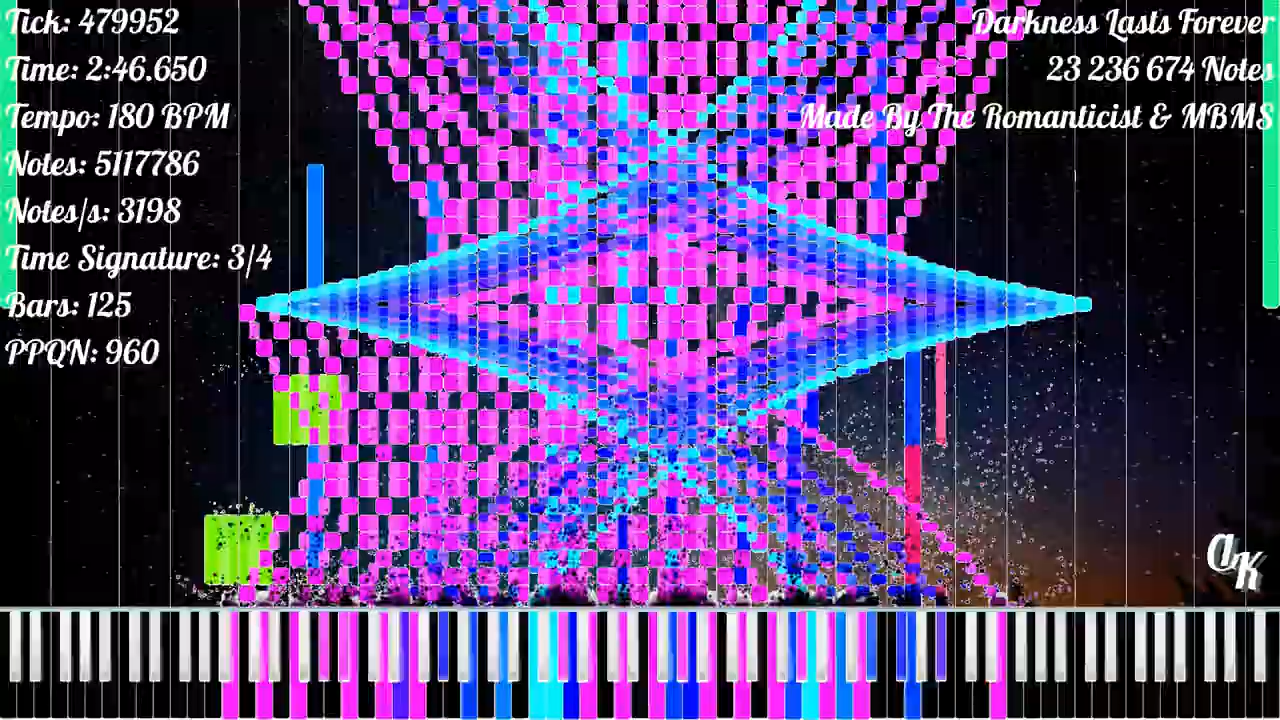 Tick: 479952
Time: 2:46.650
Tempo: 180 BPM
Notes: 5117786
Notes/s: 3198
Time Signature: 3/4
Bars: 125
PPQN: 960
Darkness Lasts Forever
23 236 674 Notes
Made By The Romanticist & MBMS
AK